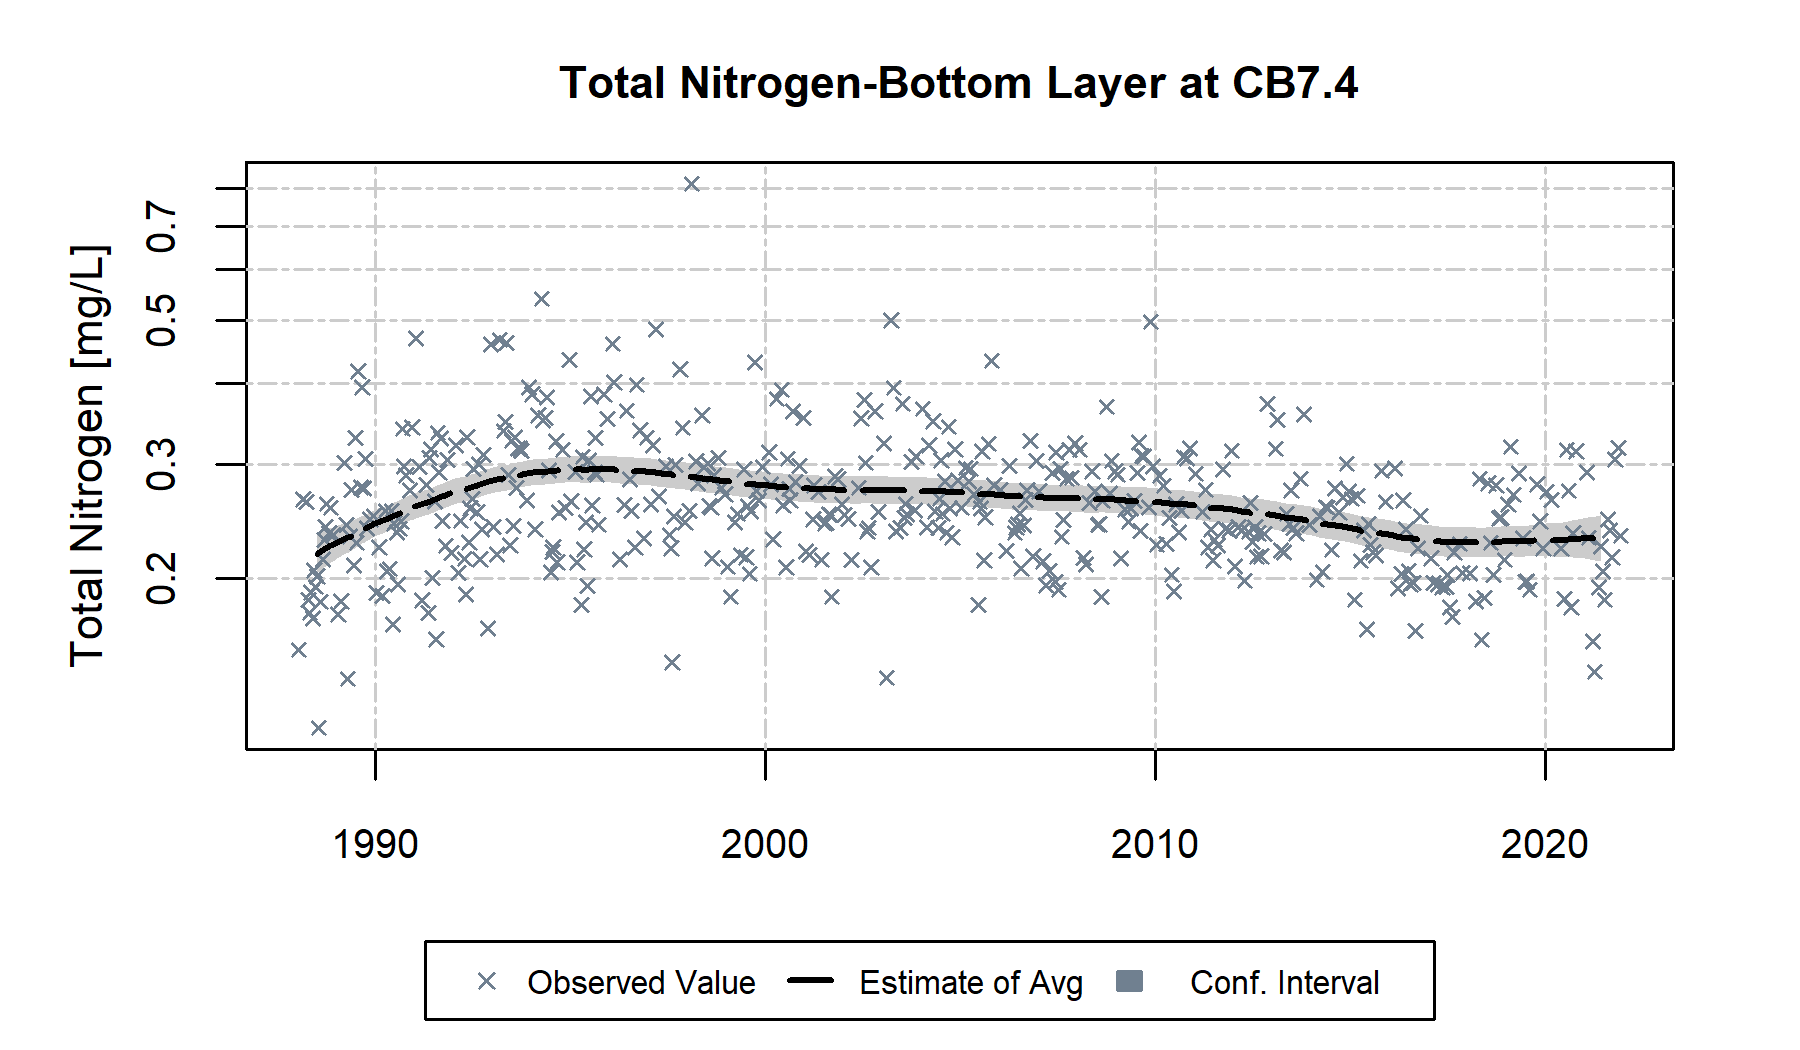 Total Nitrogen-Bottom Layer at CB7.4
Total Nitrogen [mg/L]
0.7
0.5
0.3
0.2
1990 2000 2010 2020
Observed Value Estimate of Avg Conf. Interval